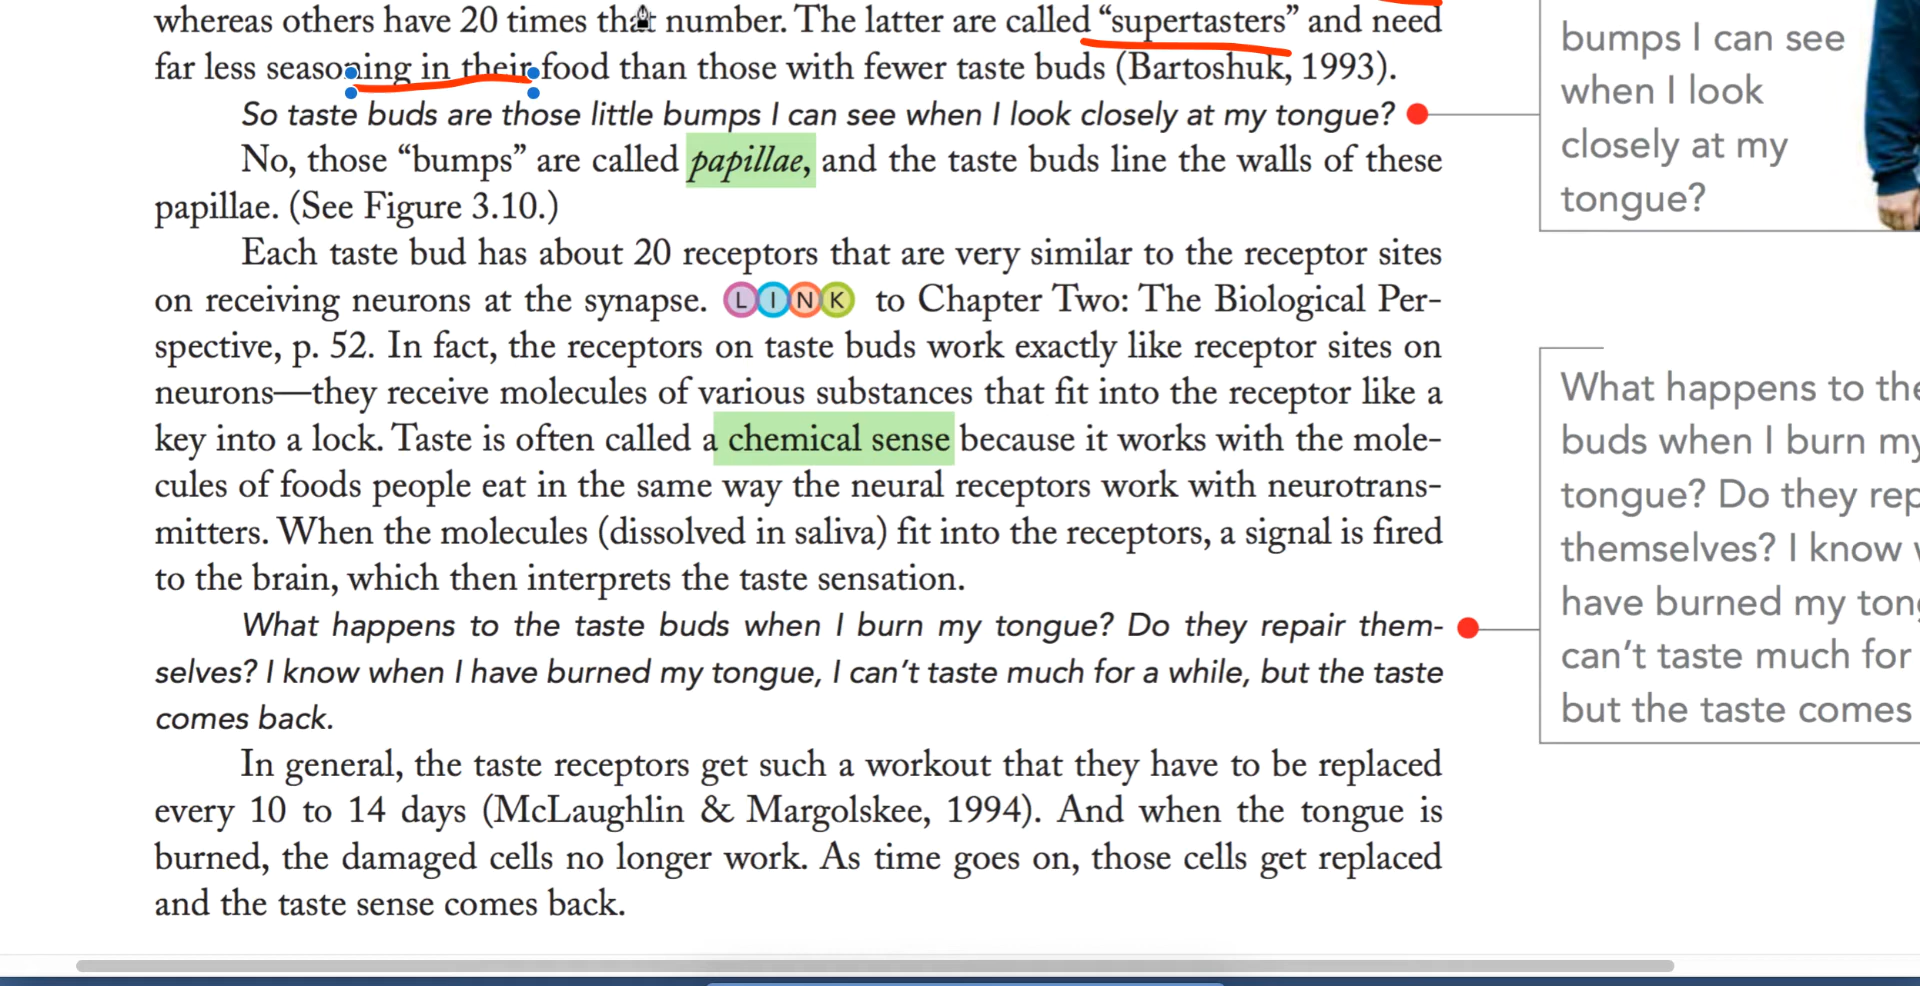 whereas others have 20 times that number. The latter are called “supertasters” and need
far less seasoning in their food than those with fewer taste buds (Bartoshuk, 1993).
So taste buds are those little bumps I can see when I look closely at my tongue?
No, those “bumps” are called papillae, and the taste buds line the walls of these
papillae. (See Figure 3.10.)
Each taste bud has about 20 receptors that are very similar to the receptor sites
on receiving neurons at the synapse. LINK to Chapter Two: The Biological Per-
spective, p. 52. In fact, the receptors on taste buds work exactly like receptor sites on
neurons—they receive molecules of various substances that fit into the receptor like a
key into a lock. Taste is often called a chemical sense because it works with the mole-
cules of foods people eat in the same way the neural receptors work with neurotrans-
mitters. When the molecules (dissolved in saliva) fit into the receptors, a signal is fired
to the brain, which then interprets the taste sensation.
What happens to the taste buds when I burn my tongue? Do they repair them-
selves? I know when I have burned my tongue, I can’t taste much for a while, but the taste
comes back.
In general, the taste receptors get such a workout that they have to be replaced
every 10 to 14 days (McLaughlin & Margolskee, 1994). And when the tongue is
burned, the damaged cells no longer work. As time goes on, those cells get replaced
and the taste sense comes back.
bumps I can see
when I look
closely at my
tongue?
What happens to the
buds when I burn my
tongue? Do they rep
themselves? I know
have burned my tong
can’t taste much for
but the taste comes